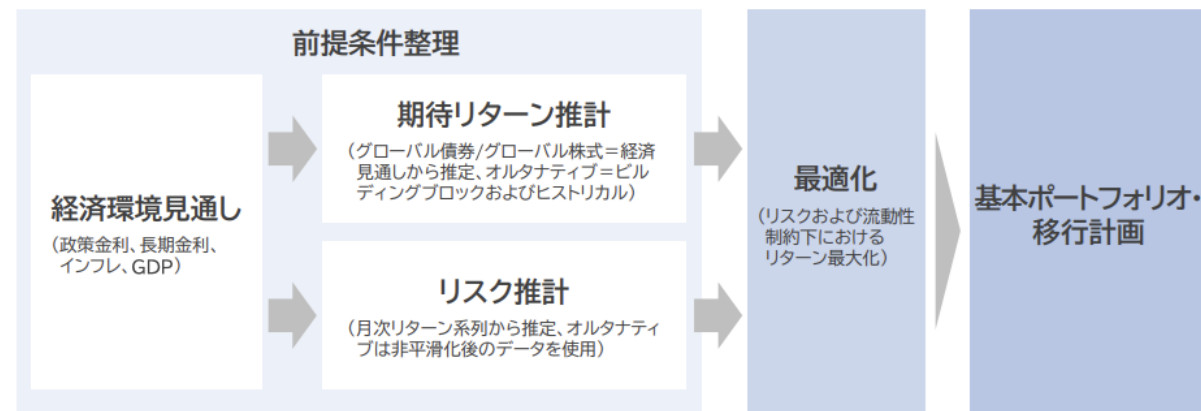 前提条件整理
経済環境見通し
（政策金利、長期金利、
インフレ、GDP）
期待リターン推計
（グローバル債券/グローバル株式＝経済
見通しから推定、オルタナティブ＝ビル
ディングブロックおよびヒストリカル）
リスク推計
（月次リターン系列から推定、オルタナティ
ブは非平滑化後のデータを使用）
最適化
（リスクおよび流動性
制約下における
リターン最大化）
基本ポートフォリオ・
移行計画